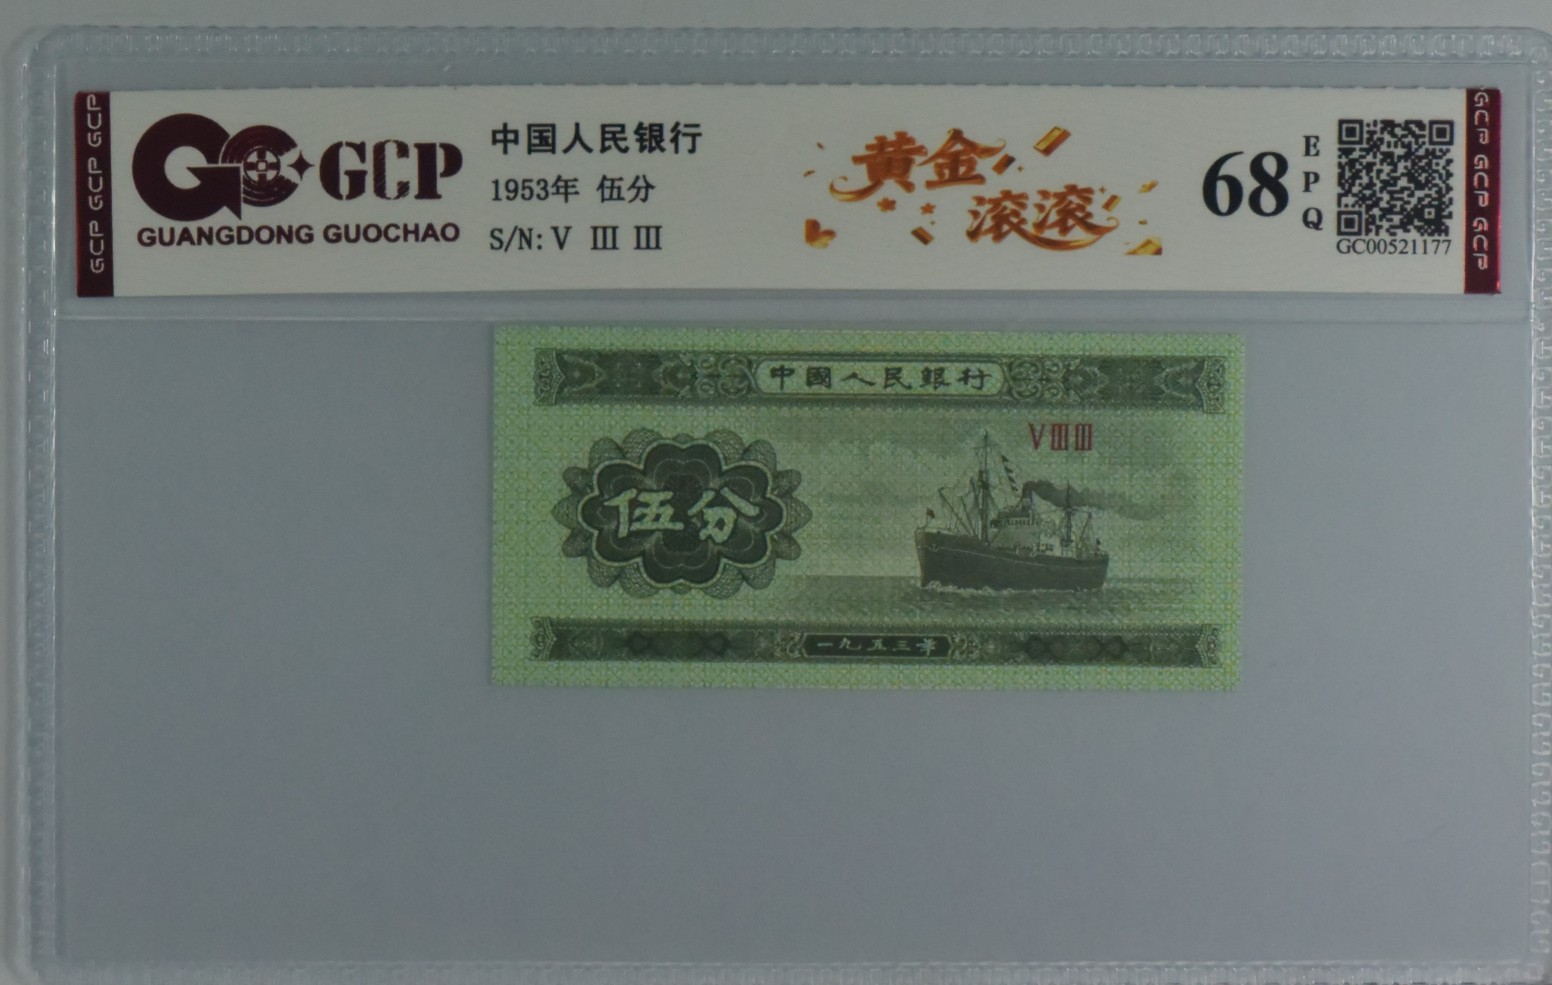 GCP GCP GCP
GCP
GUANGDONG GUOCHAO
中国人民银行
1953年 伍分
S/N: V III III
黄金
滚滚
68
E
P
Q
GC00521177
GCP GCP GCP
中國人民銀行
V III III
伍分
一九五三年